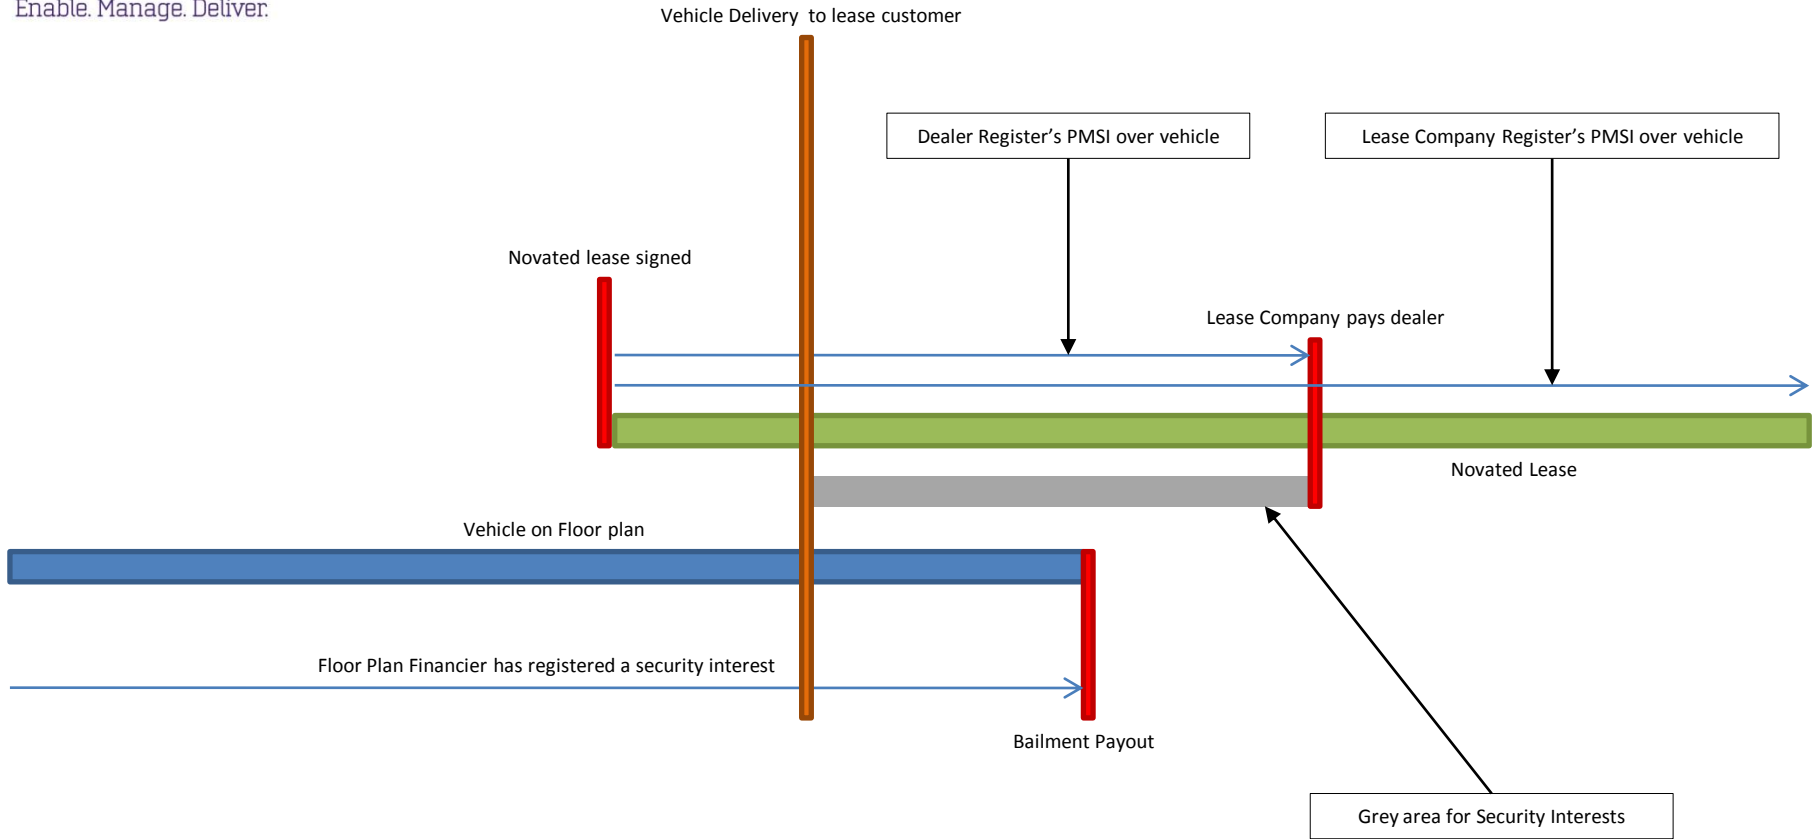 Enable. Manage. Deliver.
Vehicle Delivery to lease customer
Dealer Register's PMSI over vehicle
Lease Company Register's PMSI over vehicle
Novated lease signed
Lease Company pays dealer
Novated Lease
Vehicle on Floor plan
Floor Plan Financier has registered a security interest
Bailment Payout
Grey area for Security Interests